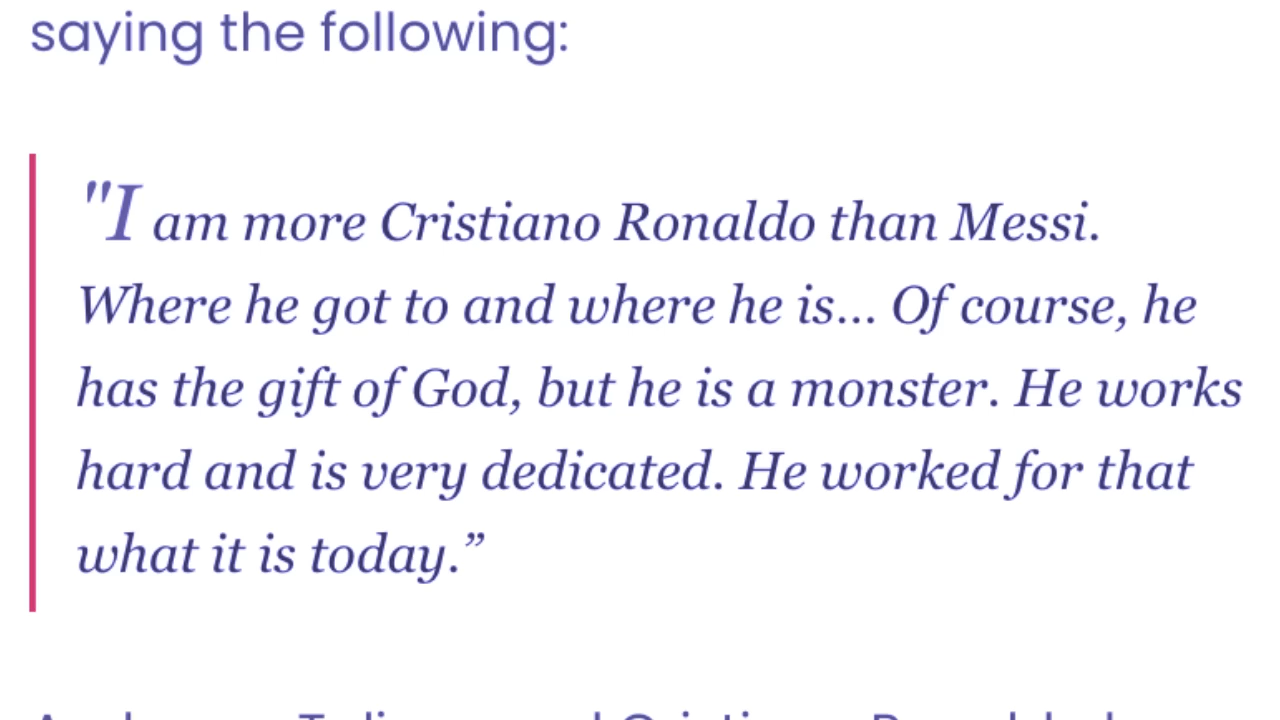 saying the following:
"I am more Cristiano Ronaldo than Messi.
Where he got to and where he is... Of course, he
has the gift of God, but he is a monster. He works
hard and is very dedicated. He worked for that
what it is today.”